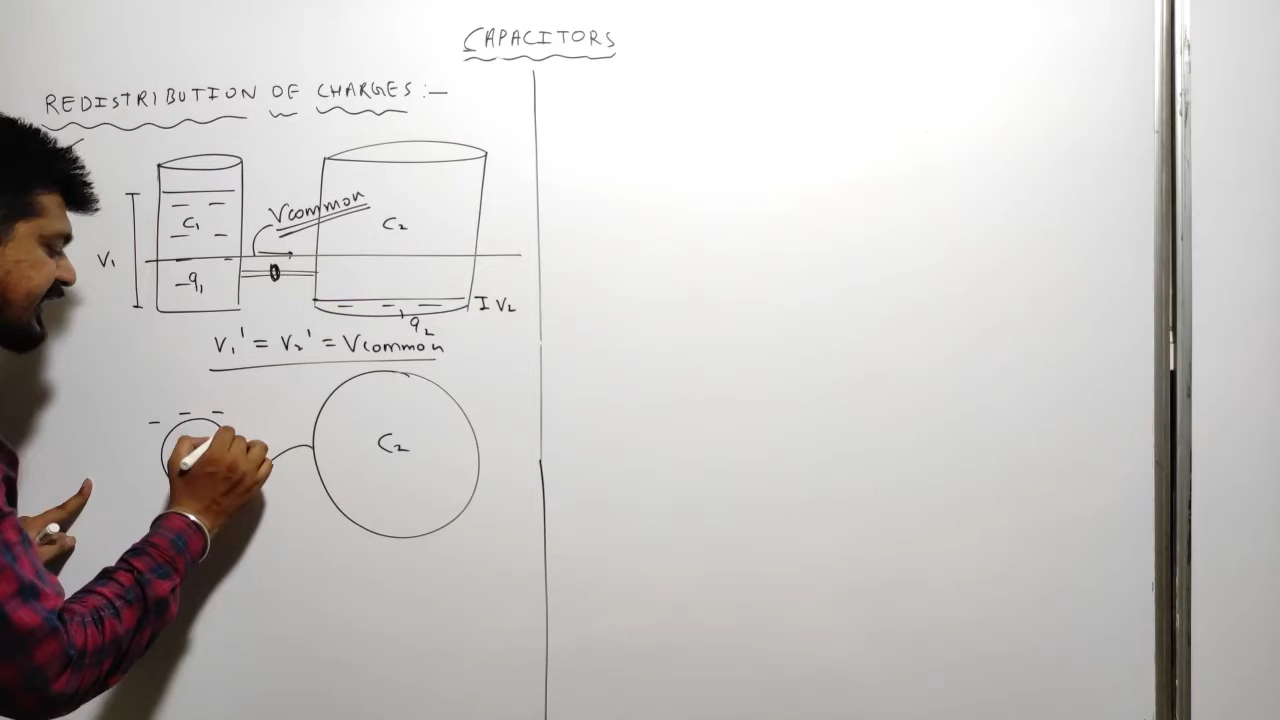 CAPACITORS
REDISTRIBUTION OF CHARGES :-
Vcommon
C₁
C₂
V₁
-q₁
V₂
q₂
V₁' = V₂' = Vcommon
C₂